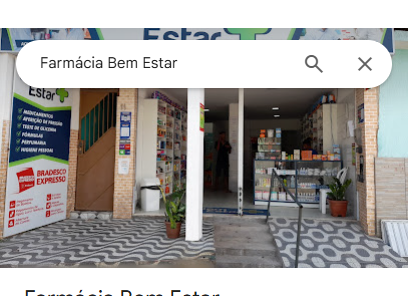 Estar
Farmácia Bem Estar
Estar
MEDICAMENTOS
AFERIÇÃO DE PRESSÃO
TESTE DE GLICEMIA
FÓRMULAS
PERFUMARIA
HIGIENE PESSOAL
BRADESCO
EXPRESSO
Farmácia Bem Estar